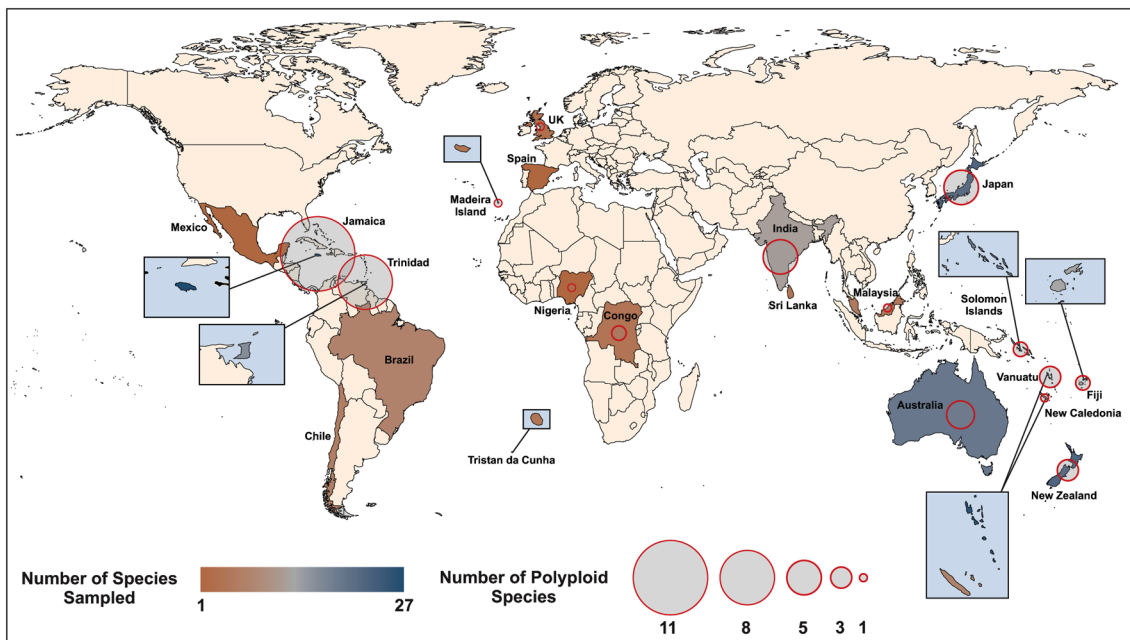 UK
Spain
Madeira
Island
Japan
Mexico
Jamaica
India
Trinidad
Malaysia
Solomon
Islands
Nigeria
Sri Lanka
Congo
Brazil
Vanuatu
Fiji
Australia
New Caledonia
Chile
Tristan da Cunha
New Zealand
Number of Species
Sampled
1
27
Number of Polyploid
Species
11
8
5
3
1